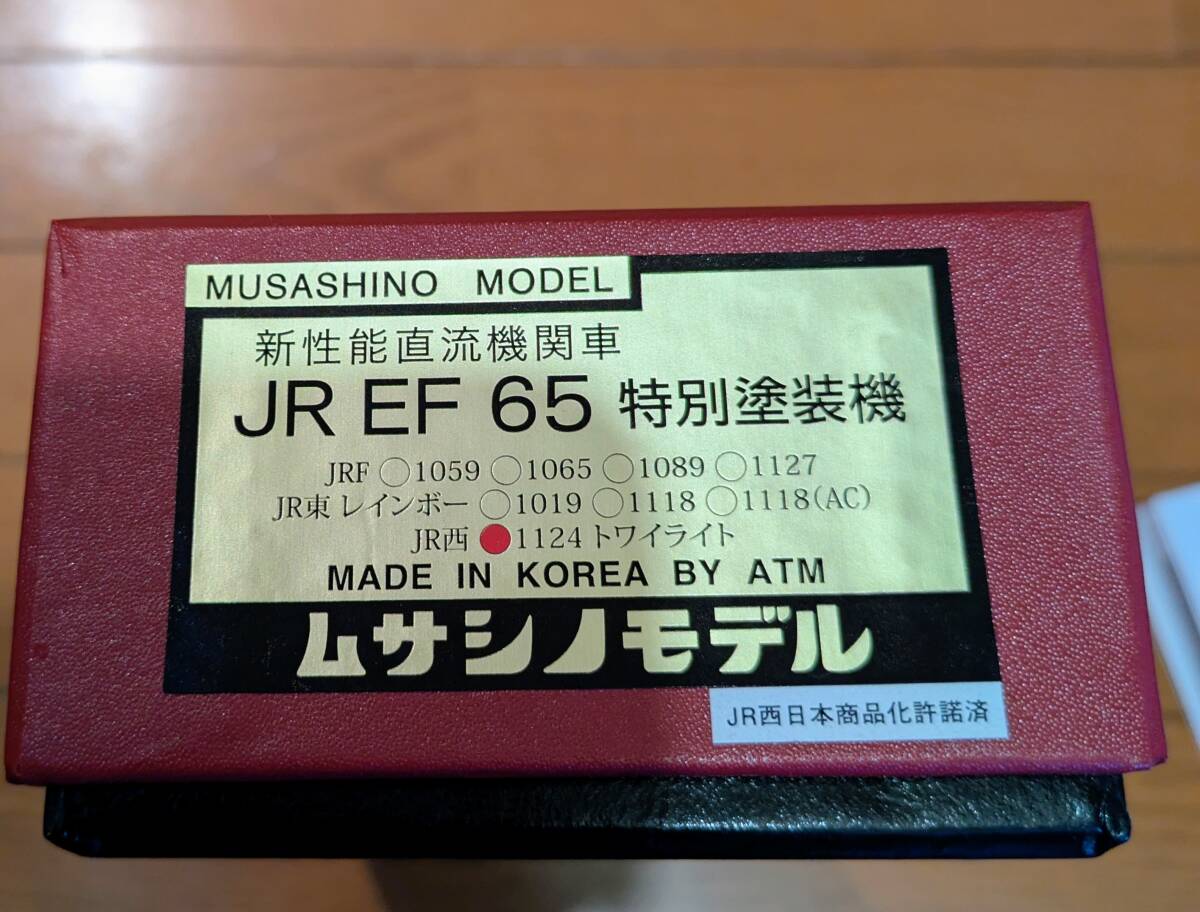 MUSASHINO MODEL
新性能直流機関車
JR EF 65 特別塗装機
JRF ○1059 ○1065 ○1089 ○1127
JR東 レインボー ○1019 ○1118 ○1118(AC)
JR西 ●1124 トワイライト
MADE IN KOREA BY ATM
ムサシノモデル
JR西日本商品化許諾済